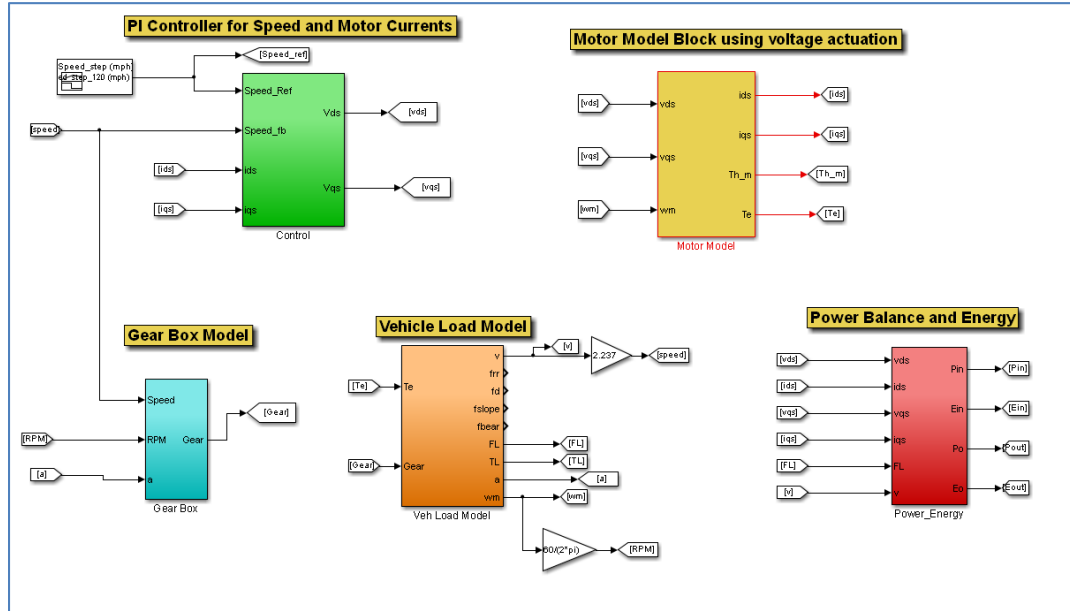 PI Controller for Speed and Motor Currents
Speed_step (mph)
ed_step_120 (mph)
[Speed_ref]
[speed]
[ids]
[iqs]
Speed_Ref
Speed_fb
ids
iqs
Vds
Vqs
Control
[vds]
[vqs]
Motor Model Block using voltage actuation
[vds]
[vqs]
[wm]
vds
vqs
wm
ids
iqs
Th_m
Te
Motor Model
[ids]
[iqs]
[Th_m]
[Te]
Gear Box Model
[RPM]
[a]
Speed
RPM
a
Gear
Gear Box
[Gear]
Vehicle Load Model
[Te]
[Gear]
Te
Gear
v
frr
fd
fslope
fbear
FL
TL
a
wm
Veh Load Model
[v]
2.237
[speed]
[FL]
[TL]
[a]
[wm]
60/(2*pi)
[RPM]
Power Balance and Energy
[vds]
[ids]
[vqs]
[iqs]
[FL]
[v]
vds
ids
vqs
iqs
FL
v
Pin
Ein
Po
Eo
Power_Energy
[Pin]
[Ein]
[Pout]
[Eout]